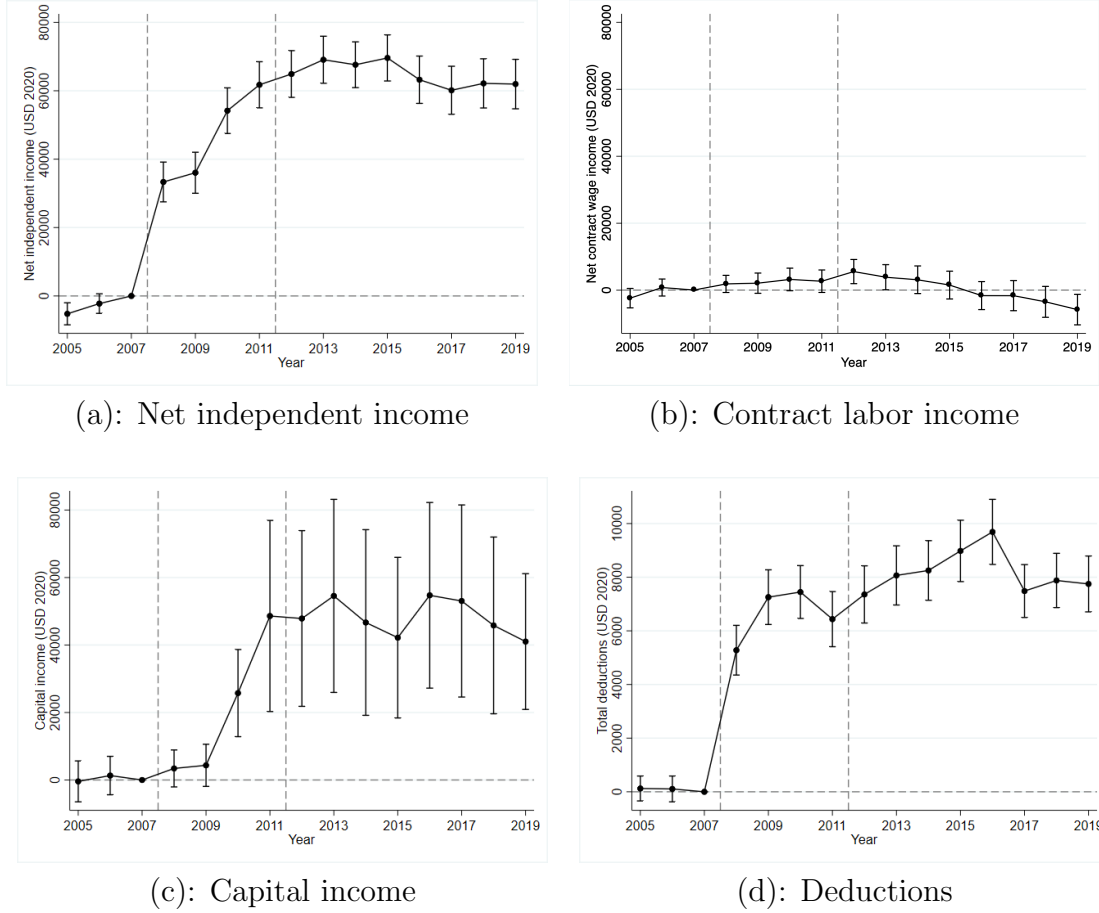 Net independent income (USD 2020)
80000
60000
40000
20000
0
2005 2007 2009 2011 2013 2015 2017 2019
Year
(a): Net independent income
Net contract wage income (USD 2020)
80000
60000
40000
20000
0
2005 2007 2009 2011 2013 2015 2017 2019
Year
(b): Contract labor income
Capital income (USD 2020)
80000
60000
40000
20000
0
2005 2007 2009 2011 2013 2015 2017 2019
Year
(c): Capital income
Total deductions (USD 2020)
10000
8000
6000
4000
2000
0
2005 2007 2009 2011 2013 2015 2017 2019
Year
(d): Deductions